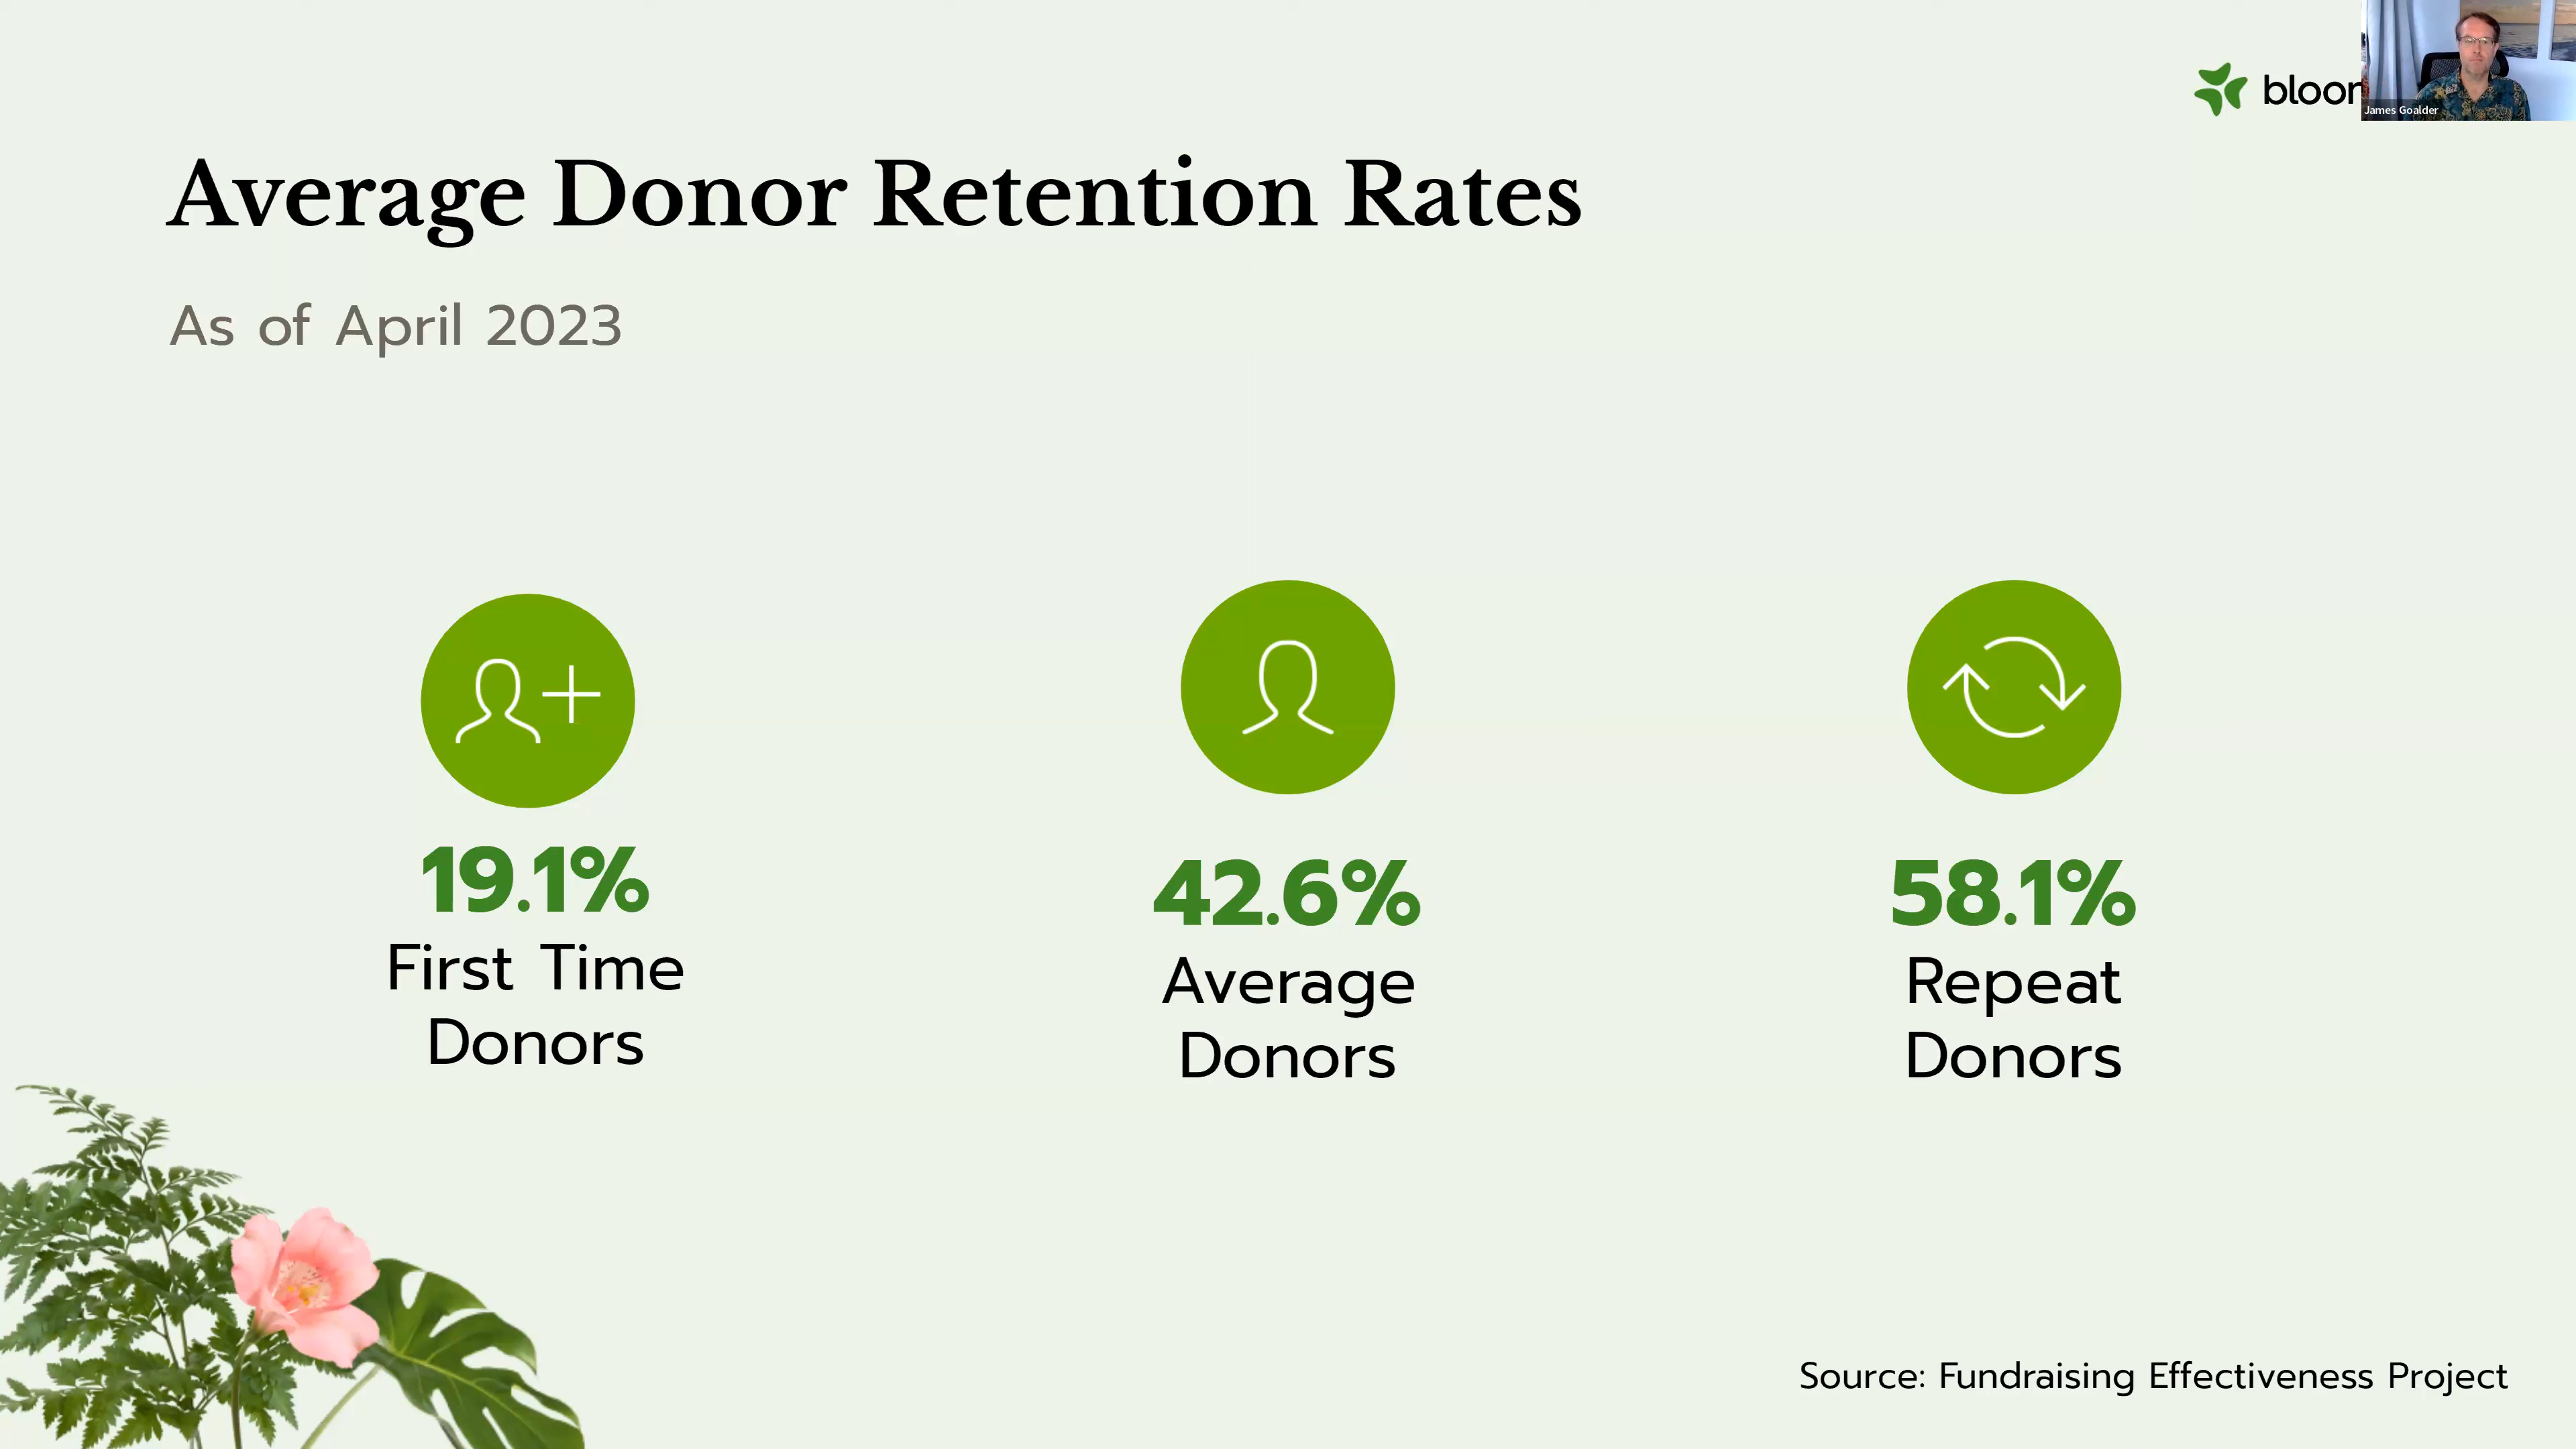 bloom
James Goalder
Average Donor Retention Rates
As of April 2023
19.1%
First Time
Donors
42.6%
Average
Donors
58.1%
Repeat
Donors
Source: Fundraising Effectiveness Project